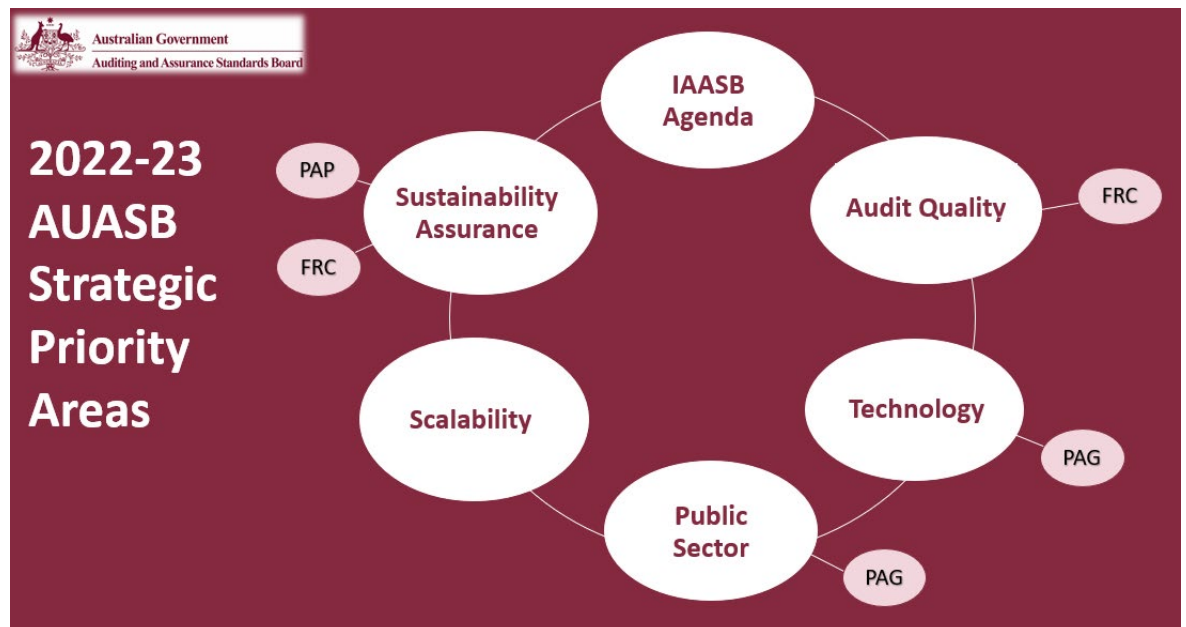 Australian Government
Auditing and Assurance Standards Board
2022-23
AUASB
Strategic
Priority
Areas
IAASB
Agenda
Audit Quality
FRC
Technology
PAG
Public
Sector
PAG
Scalability
Sustainability
Assurance
PAP
FRC